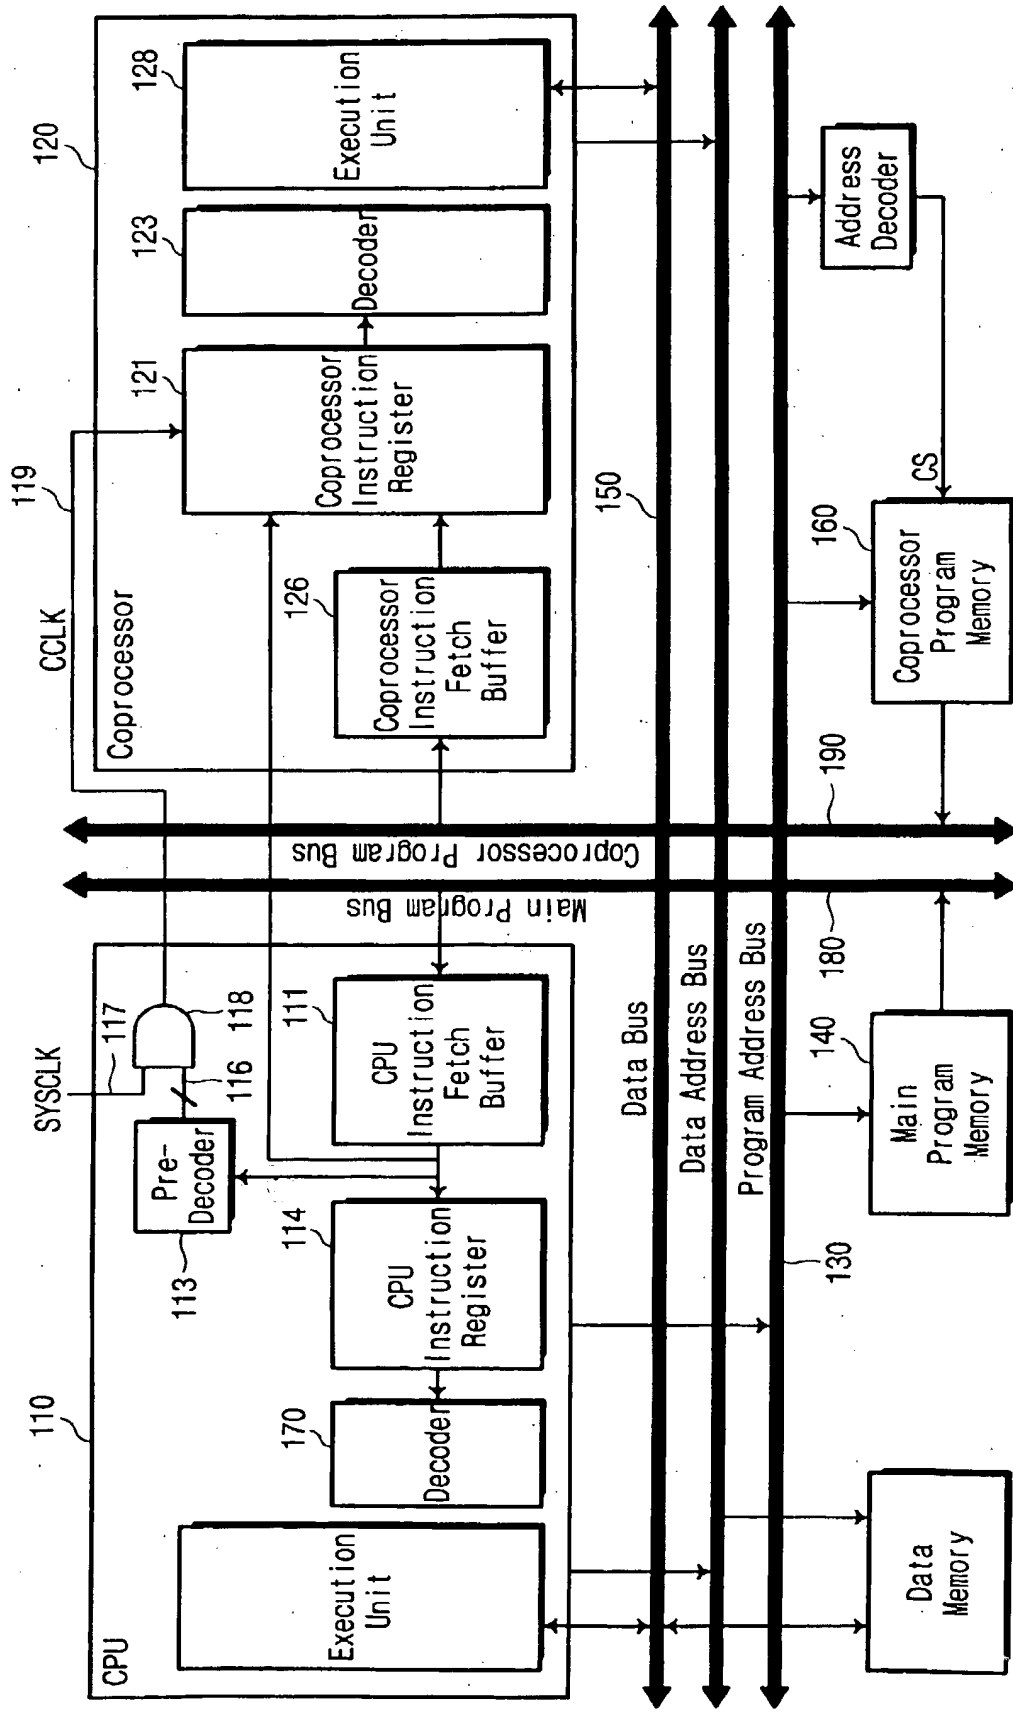 CPU
110
Execution
Unit
170
Decoder
114
CPU
Instruction
Register
113
Pre-
Decoder
116
117
SYSCLK
118
111
CPU
Instruction
Fetch
Buffer
Main Program Bus
Coprocessor Program Bus
CCLK
119
Coprocessor
120
126
Coprocessor
Instruction
Fetch
Buffer
121
Coprocessor
Instruction
Register
123
Decoder
128
Execution
Unit
Data Bus
150
Data Address Bus
Program Address Bus
130
Data
Memory
140
Main
Program
Memory
180
190
160
Coprocessor
Program
Memory
CS
Address
Decoder